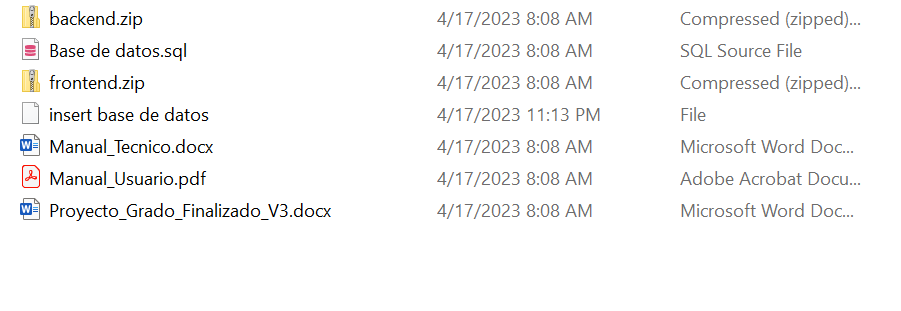 backend.zip 4/17/2023 8:08 AM Compressed (zipped)...
Base de datos.sql 4/17/2023 8:08 AM SQL Source File
frontend.zip 4/17/2023 8:08 AM Compressed (zipped)...
insert base de datos 4/17/2023 11:13 PM File
Manual_Tecnico.docx 4/17/2023 8:08 AM Microsoft Word Doc...
Manual_Usuario.pdf 4/17/2023 8:08 AM Adobe Acrobat Docu...
Proyecto_Grado_Finalizado_V3.docx 4/17/2023 8:08 AM Microsoft Word Doc...